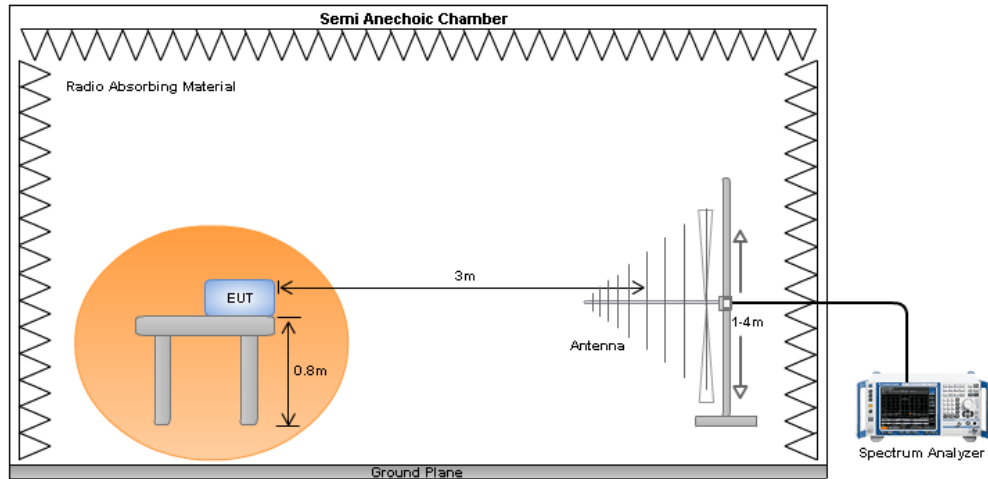 Semi Anechoic Chamber
Radio Absorbing Material
3m
EUT
1-4m
Antenna
0.8m
Spectrum Analyzer
Ground Plane